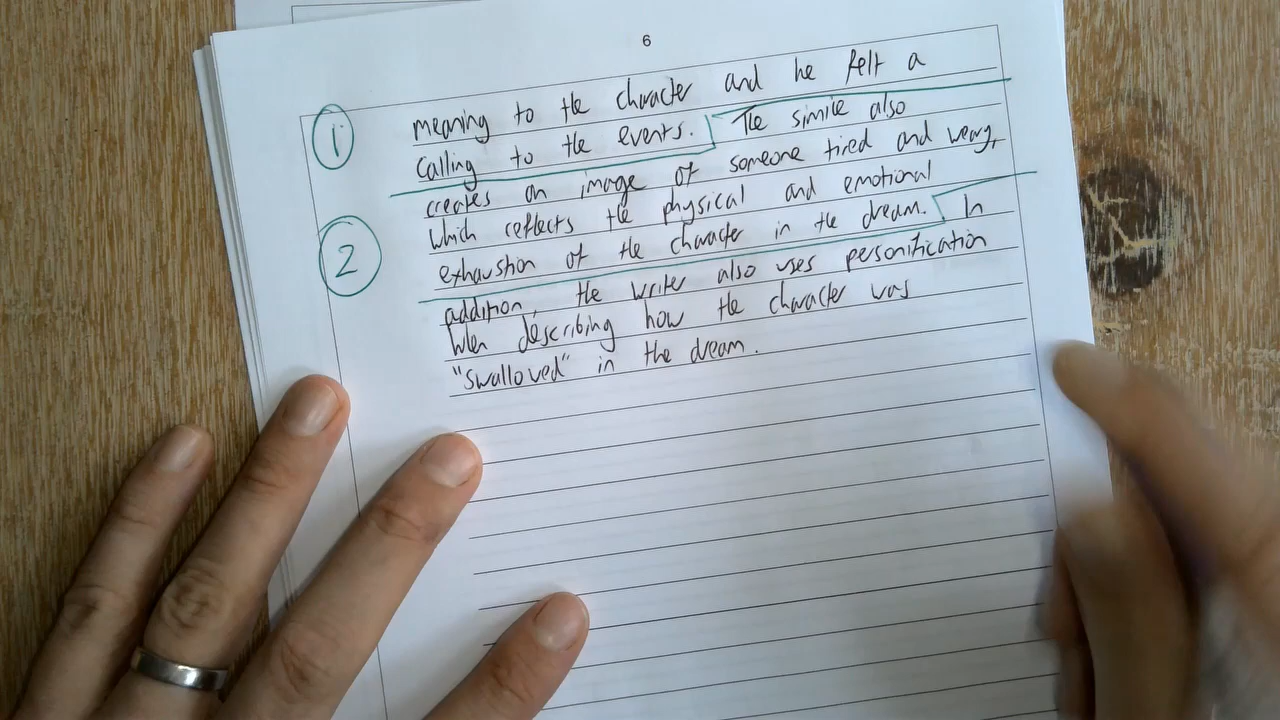 6
meaning to the character and he felt a
1
calling to the events. The simile also
creates an image of someone tired and weary,
which reflects the physical and emotional
2
exhaustion of the character in the dream. In
addition, the writer also uses personification
when describing how the character was
"swallowed" in the dream.